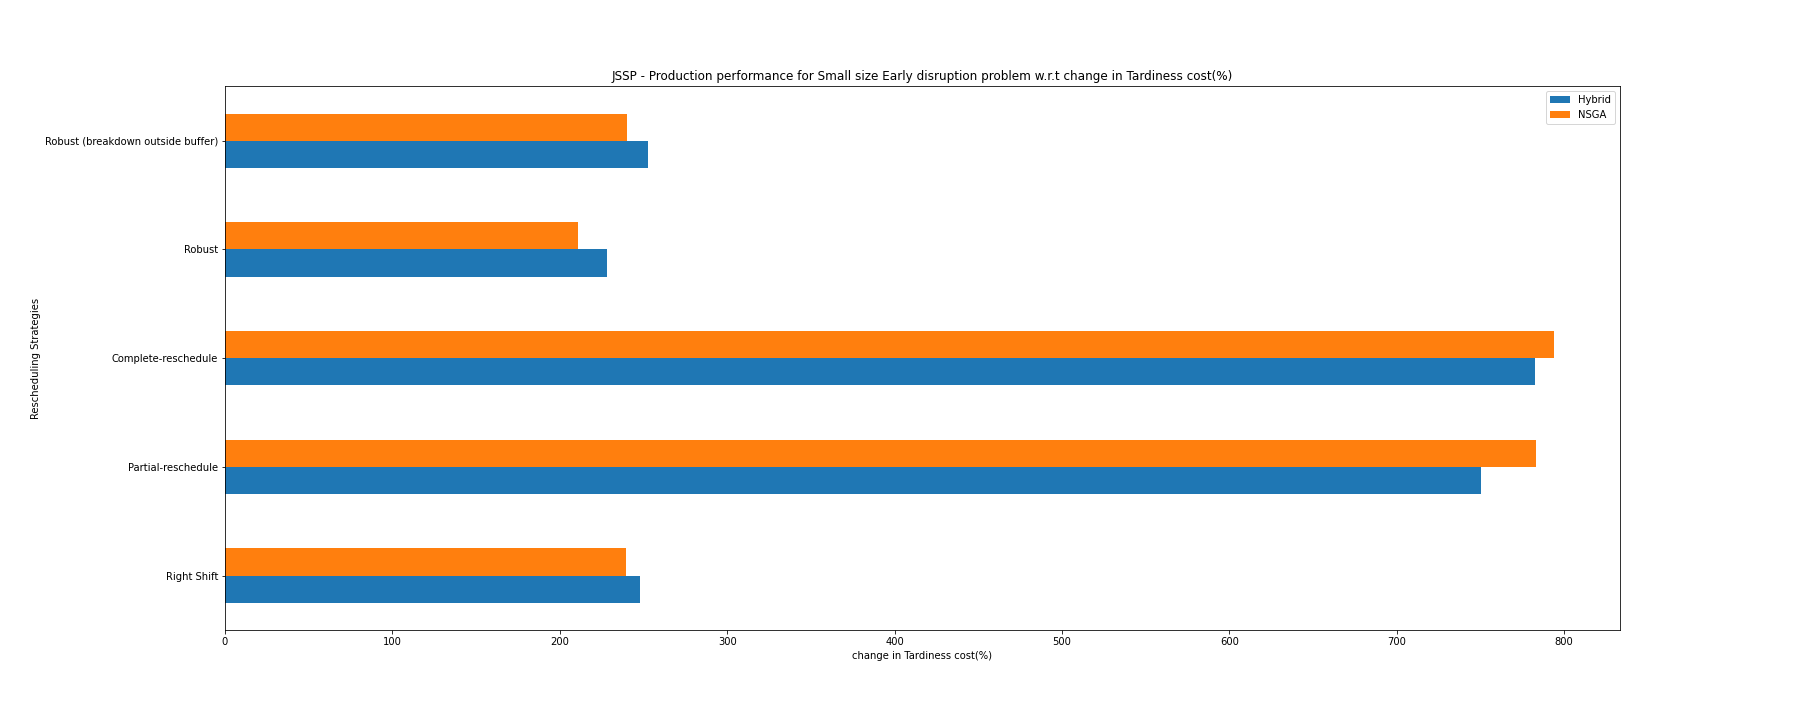 JSSP - Production performance for Small size Early disruption problem w.r.t change in Tardiness cost(%)
Hybrid
NSGA
Rescheduling Strategies
Robust (breakdown outside buffer)
Robust
Complete-reschedule
Partial-reschedule
Right Shift
0 100 200 300 400 500 600 700 800
change in Tardiness cost(%)